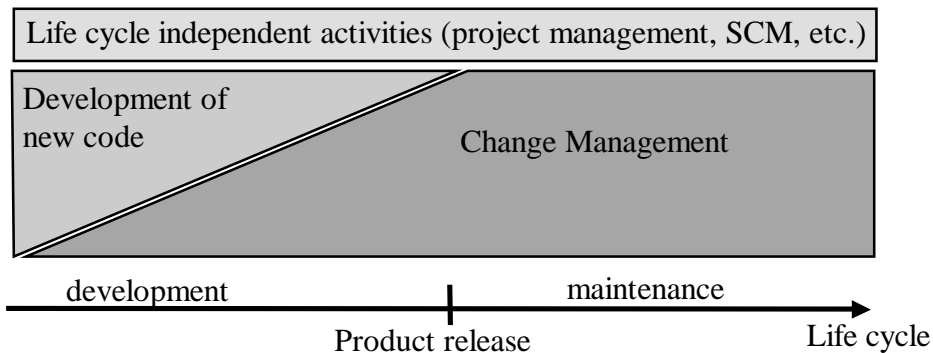 Life cycle independent activities (project management, SCM, etc.)
Development of
new code
Change Management
development
maintenance
Product release
Life cycle